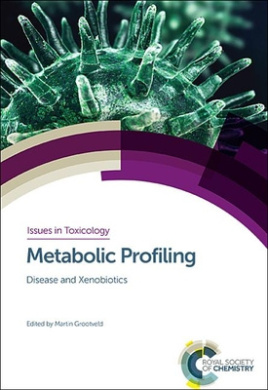 Issues in Toxicology
Metabolic Profiling
Disease and Xenobiotics
Edited by Martin Grootveld
ROYAL SOCIETY
OF CHEMISTRY